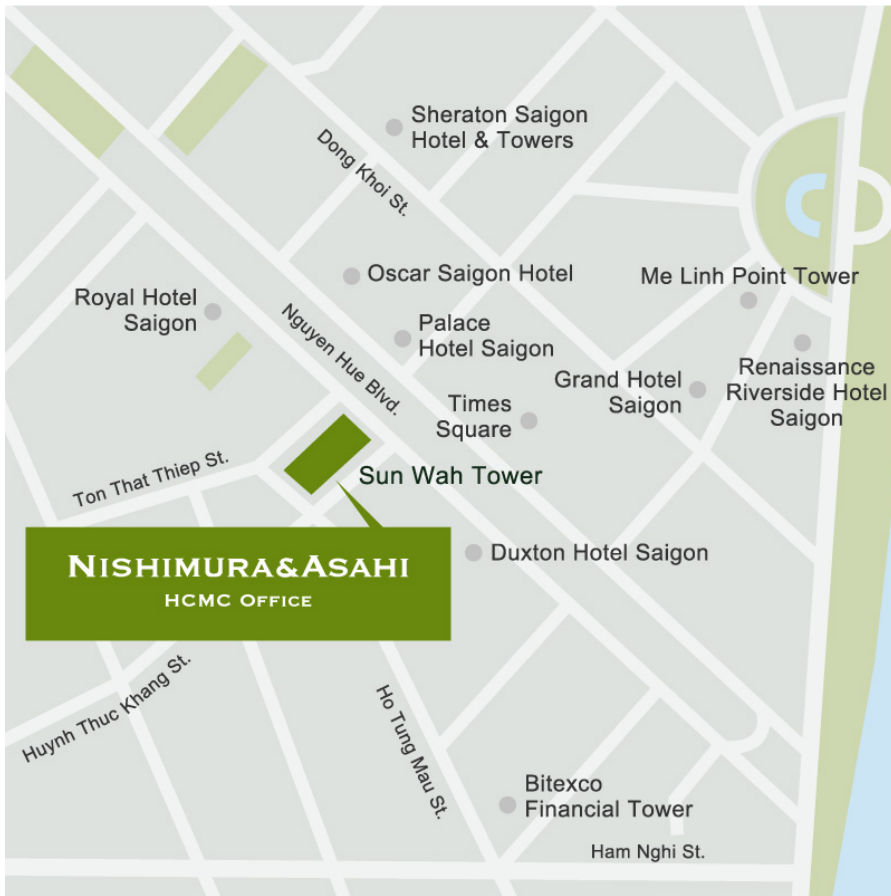 Sheraton Saigon
Hotel & Towers
Dong Khoi St.
Oscar Saigon Hotel
Me Linh Point Tower
Royal Hotel
Saigon
Nguyen Hue Blvd.
Palace
Hotel Saigon
Renaissance
Riverside Hotel
Saigon
Grand Hotel
Saigon
Times
Square
Ton That Thiep St.
Sun Wah Tower
NISHIMURA&ASAHI
HCMC OFFICE
Duxton Hotel Saigon
Huynh Thuc Khang St.
Ho Tung Mau St.
Bitexco
Financial Tower
Ham Nghi St.